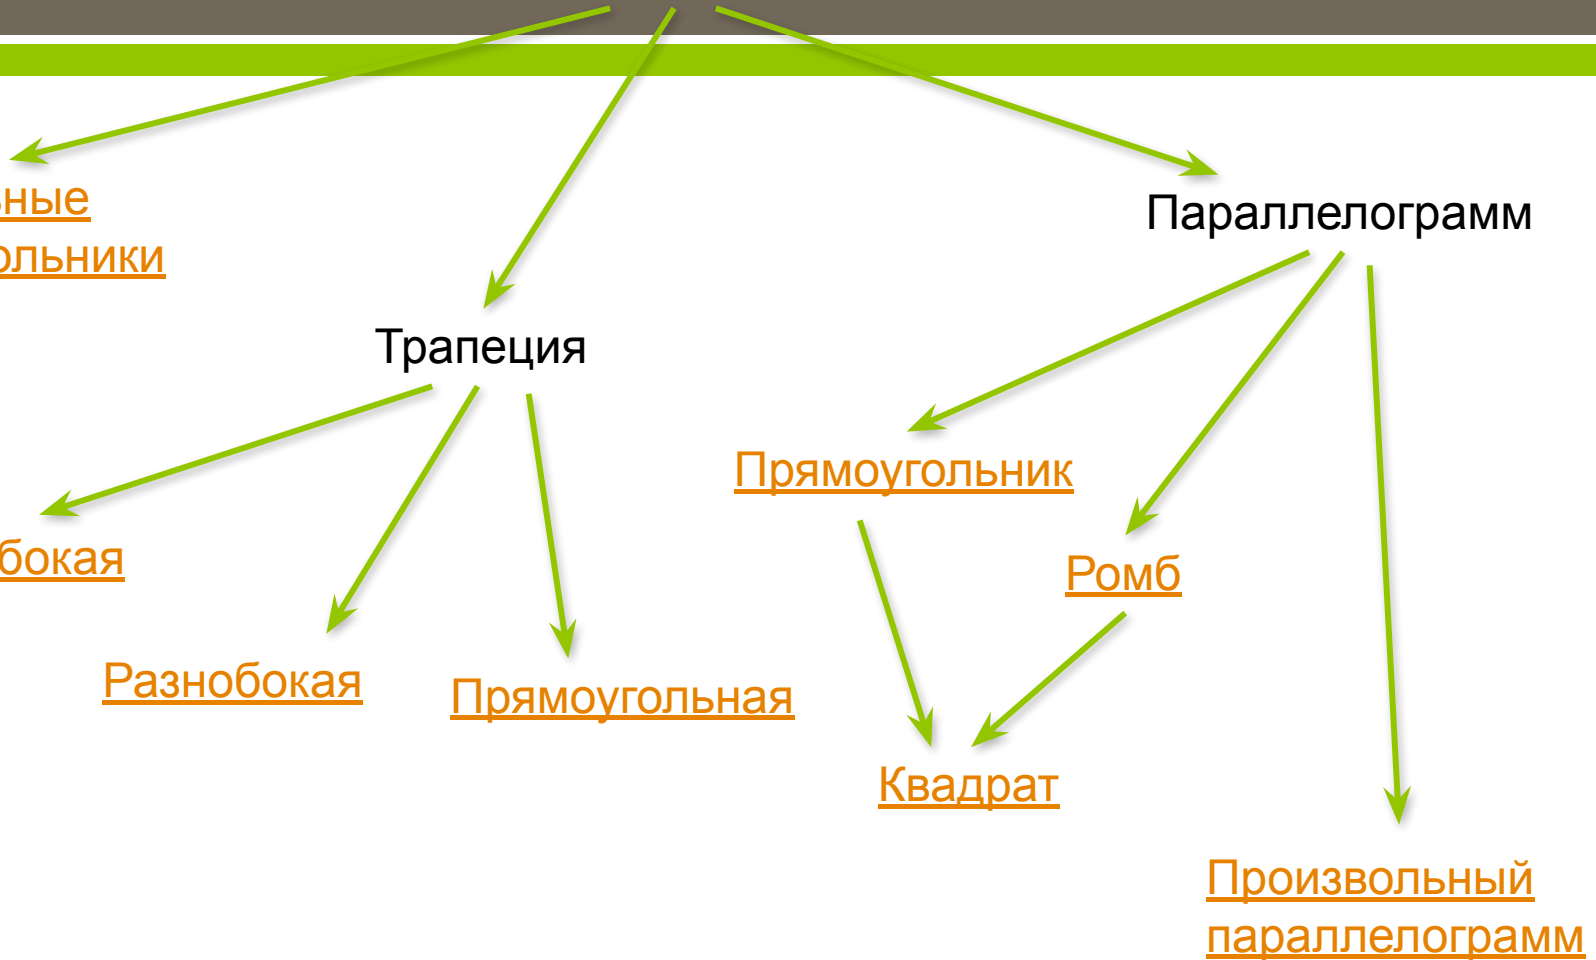 Параллелограмм
Трапеция
Прямоугольник
Ромб
Разнобокая
Прямоугольная
Квадрат
Произвольный
параллелограмм